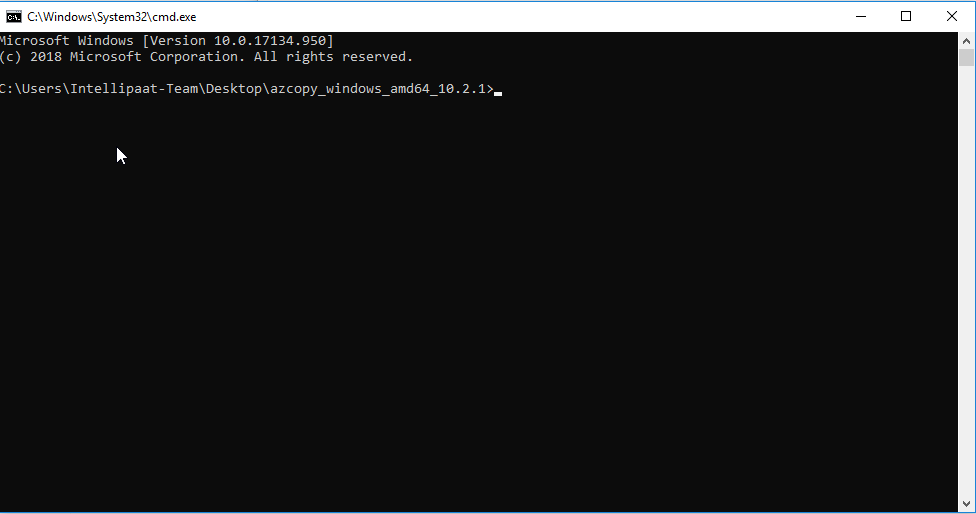 C:\Windows\System32\cmd.exe
Microsoft Windows [Version 10.0.17134.950]
(c) 2018 Microsoft Corporation. All rights reserved.
C:\Users\Intellipaat-Team\Desktop\azcopy_windows_amd64_10.2.1>